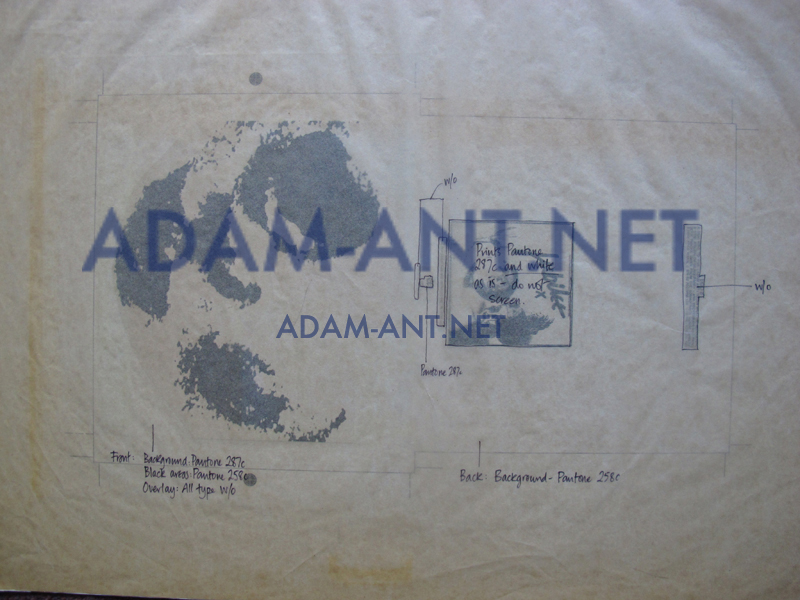 ADAM-ANT.NET
ADAM-ANT.NET
w/o
Prints Pantone
287c and white
as is - do not
screen.
w/o
Pantone 287c
Front: Background: Pantone 287c
Black areas: Pantone 258c
Overlay: All type w/o
Back: Background - Pantone 258c